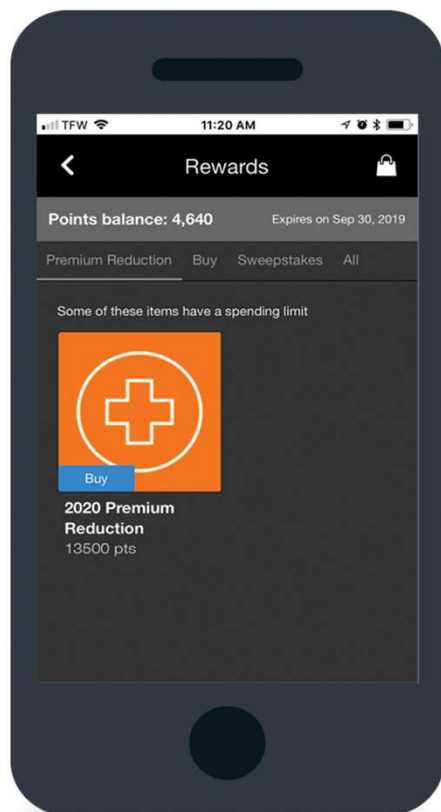 TFW 11:20 AM
Rewards
Points balance: 4,640 Expires on Sep 30, 2019
Premium Reduction Buy Sweepstakes All
Some of these items have a spending limit
Buy
2020 Premium
Reduction
13500 pts